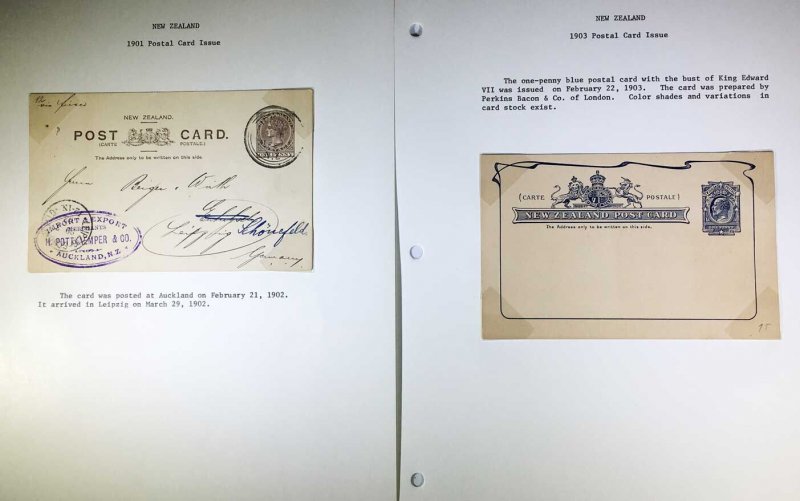 NEW ZEALAND
1901 Postal Card Issue
via Frisco
NEW ZEALAND.
POST CARD.
(CARTE POSTALE)
The Address only to be written on this side.
Herrn
IMPORT & EXPORT
MERCHANTS
H. POTTKAEMPER & CO.
AUCKLAND, N.Z.
Leipzig Schönefeld
Germany
The card was posted at Auckland on February 21, 1902.
It arrived in Leipzig on March 29, 1902.
NEW ZEALAND
1903 Postal Card Issue
The one-penny blue postal card with the bust of King Edward
VII was issued on February 22, 1903. The card was prepared by
Perkins Bacon & Co. of London. Color shades and variations in
card stock exist.
(CARTE POSTALE)
NEW ZEALAND POST CARD
The Address only to be written on this side.